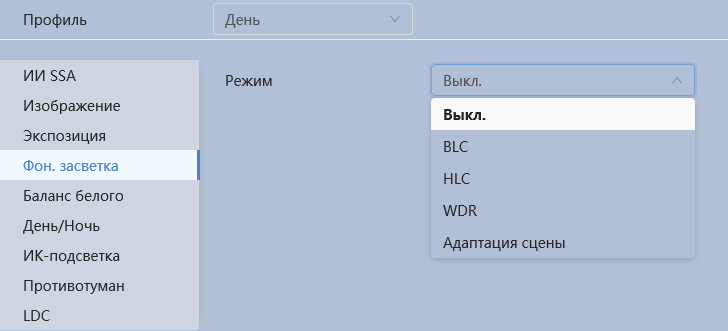 Профиль
День
ИИ SSA
Изображение
Экспозиция
Фон. засветка
Баланс белого
День/Ночь
ИК-подсветка
Противотуман
LDC
Режим
Выкл.
Выкл.
BLC
HLC
WDR
Адаптация сцены